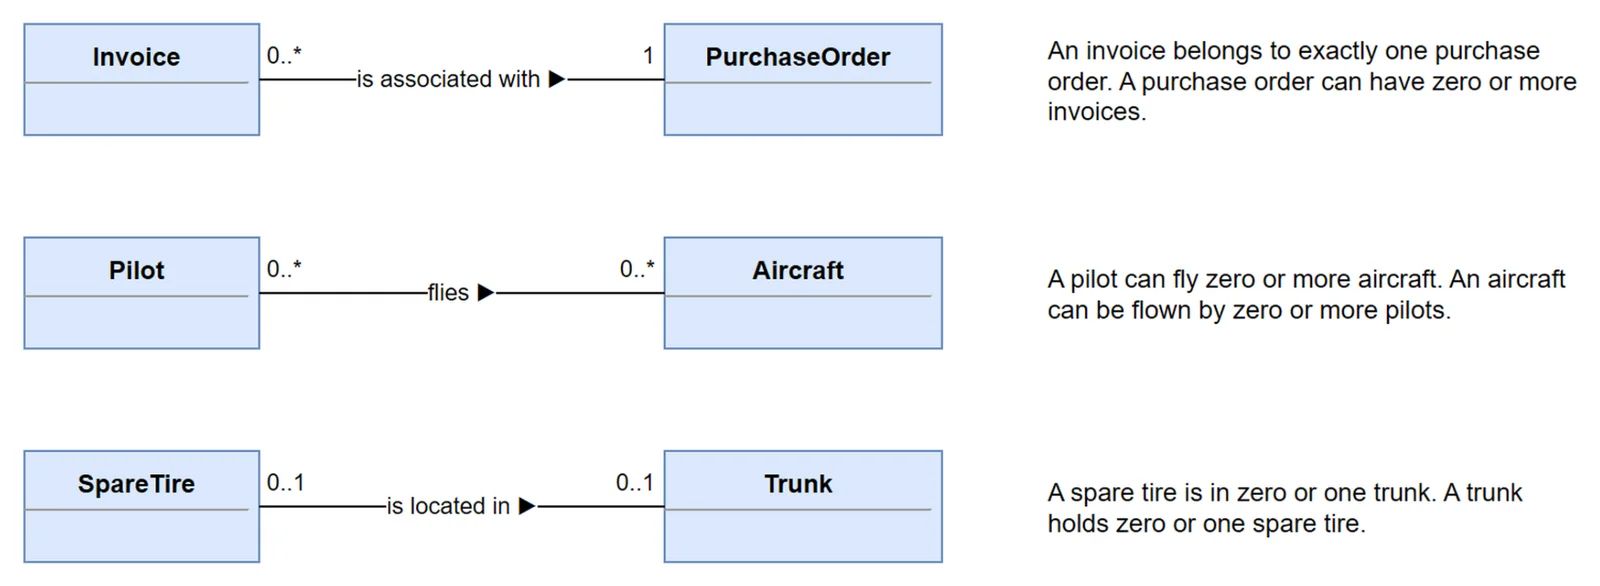 Invoice
0..*
is associated with ▶
1
PurchaseOrder
An invoice belongs to exactly one purchase
order. A purchase order can have zero or more
invoices.
Pilot
0..*
flies ▶
0..*
Aircraft
A pilot can fly zero or more aircraft. An aircraft
can be flown by zero or more pilots.
SpareTire
0..1
is located in ▶
0..1
Trunk
A spare tire is in zero or one trunk. A trunk
holds zero or one spare tire.